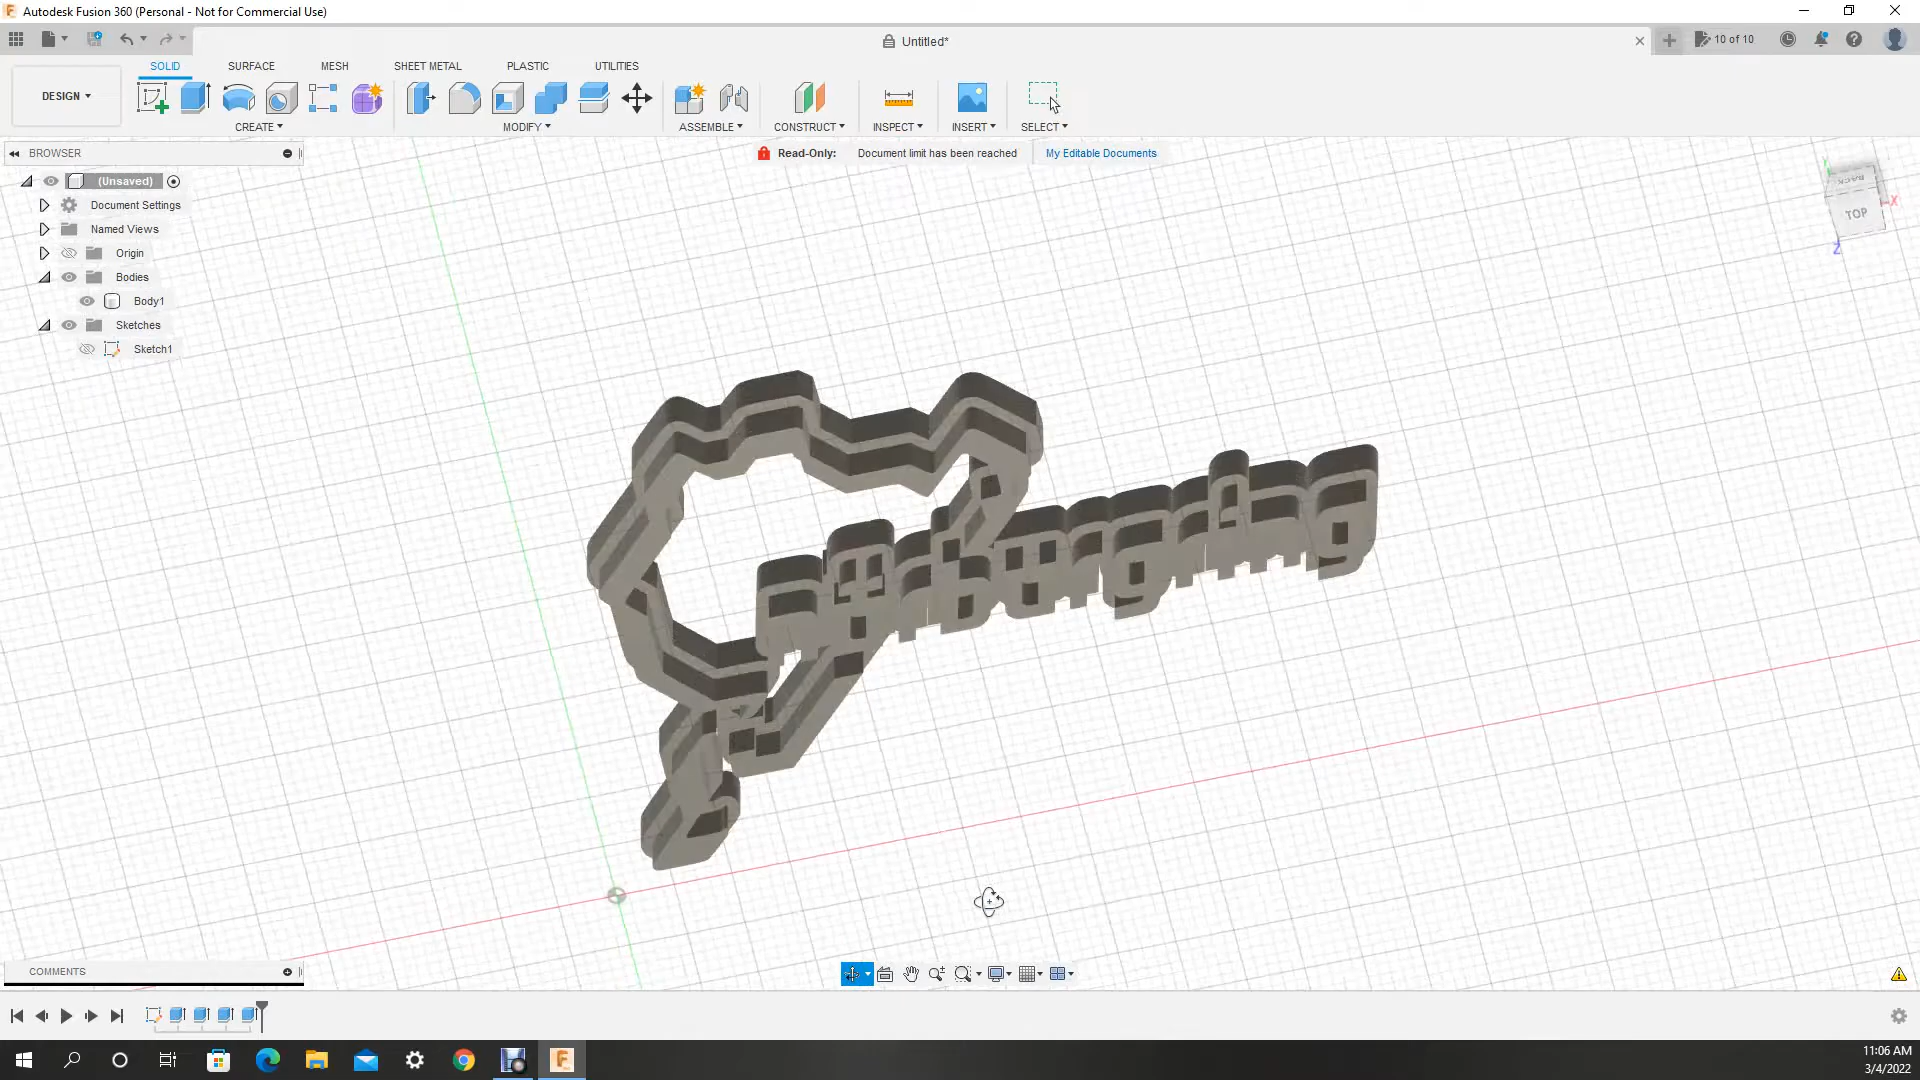 Autodesk Fusion 360 (Personal - Not for Commercial Use)
Untitled*
10 of 10
DESIGN
SOLID
SURFACE
MESH
SHEET METAL
PLASTIC
UTILITIES
CREATE
MODIFY
ASSEMBLE
CONSTRUCT
INSPECT
INSERT
SELECT
BROWSER
Read-Only:
Document limit has been reached
My Editable Documents
(Unsaved)
Document Settings
Named Views
Origin
Bodies
Body1
Sketches
Sketch1
BACK
TOP
X
Y
Z
COMMENTS
11:06 AM
3/4/2022